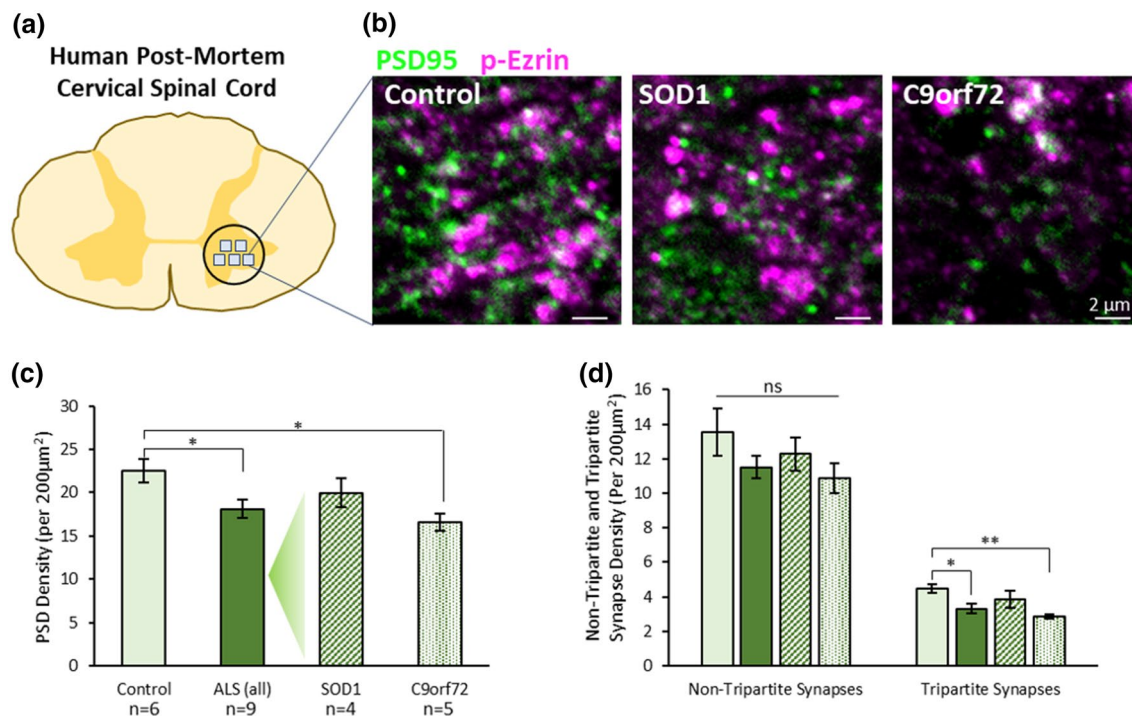 (a)
Human Post-Mortem
Cervical Spinal Cord
(b)
PSD95 p-Ezrin
Control
SOD1
C9orf72
2 µm
(c)
PSD Density (per 200µm²)
30
25
20
15
10
5
0
*
*
Control
n=6
ALS (all)
n=9
SOD1
n=4
C9orf72
n=5
(d)
Non-Tripartite and Tripartite
Synapse Density (Per 200µm²)
16
14
12
10
8
6
4
2
0
ns
**
*
Non-Tripartite Synapses
Tripartite Synapses